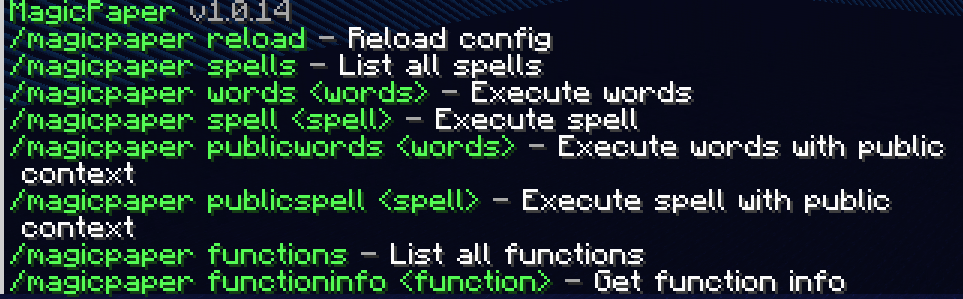 MagicPaper v1.0.14
/magicpaper reload - Reload config
/magicpaper spells - List all spells
/magicpaper words <words> - Execute words
/magicpaper spell <spell> - Execute spell
/magicpaper publicwords <words> - Execute words with public
context
/magicpaper publicspell <spell> - Execute spell with public
context
/magicpaper functions - List all functions
/magicpaper functioninfo <function> - Get function info